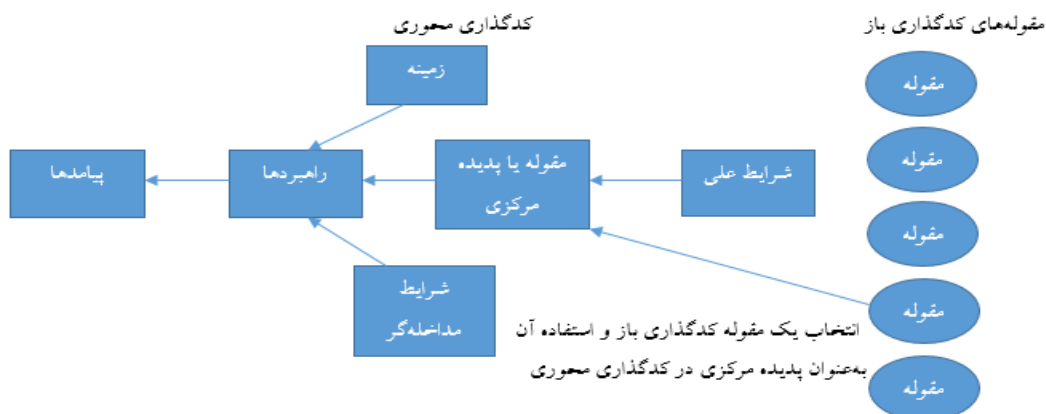 مقوله‌های کدگذاری باز
کدگذاری محوری
مقوله
مقوله
مقوله
مقوله
مقوله
زمینه
شرایط علی
مقوله یا پدیده
مرکزی
راهبردها
پیامدها
شرایط
مداخله‌گر
انتخاب یک مقوله کدگذاری باز و استفاده آن
به‌عنوان پدیده مرکزی در کدگذاری محوری